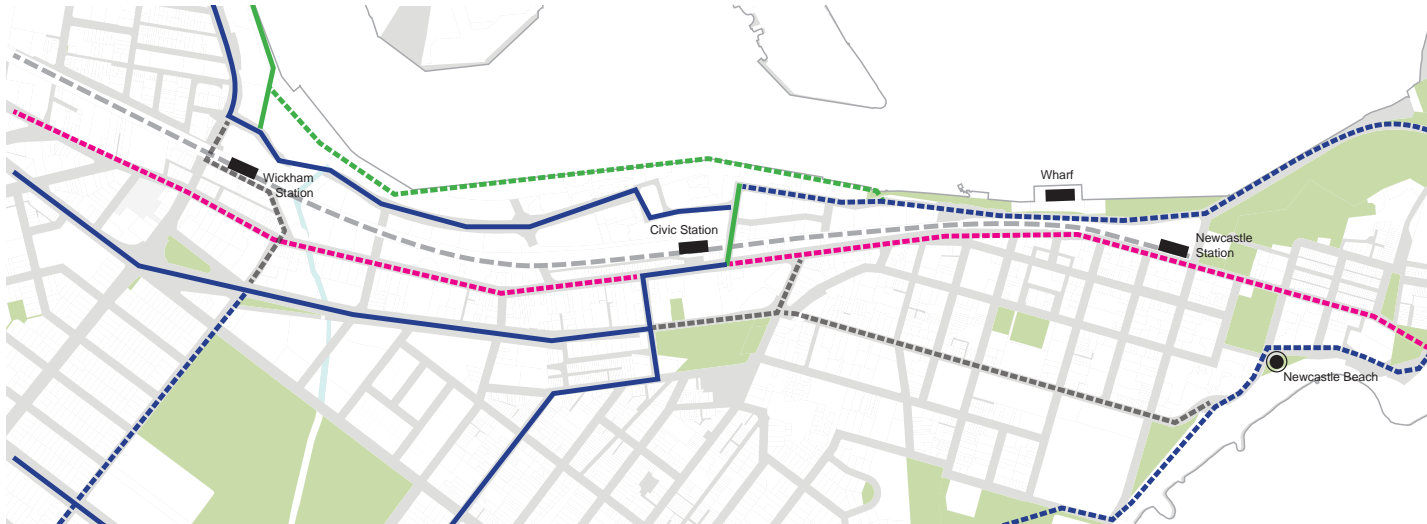 Wharf
Wickham
Station
Civic Station
Newcastle
Station
Newcastle Beach